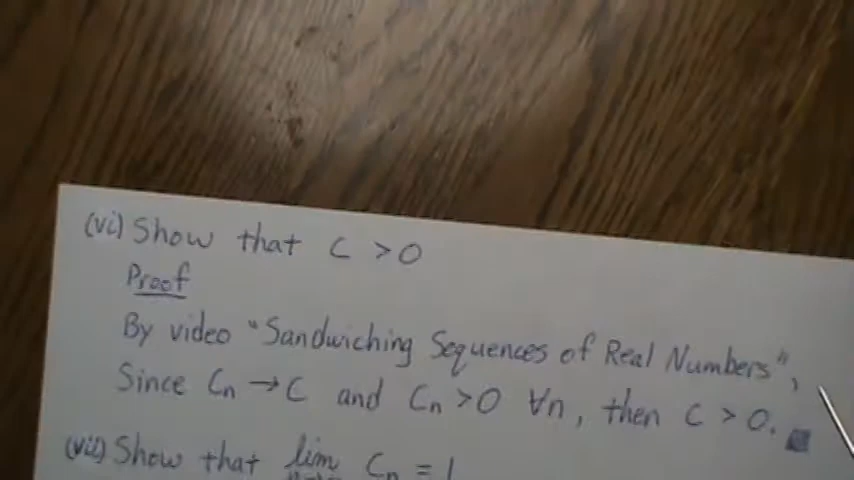 (vi) Show that C > 0
Proof
By video "Sandwiching Sequences of Real Numbers",
Since Cn → C and Cn > 0 ∀n, then C > 0.
(vii) Show that lim Cn = 1